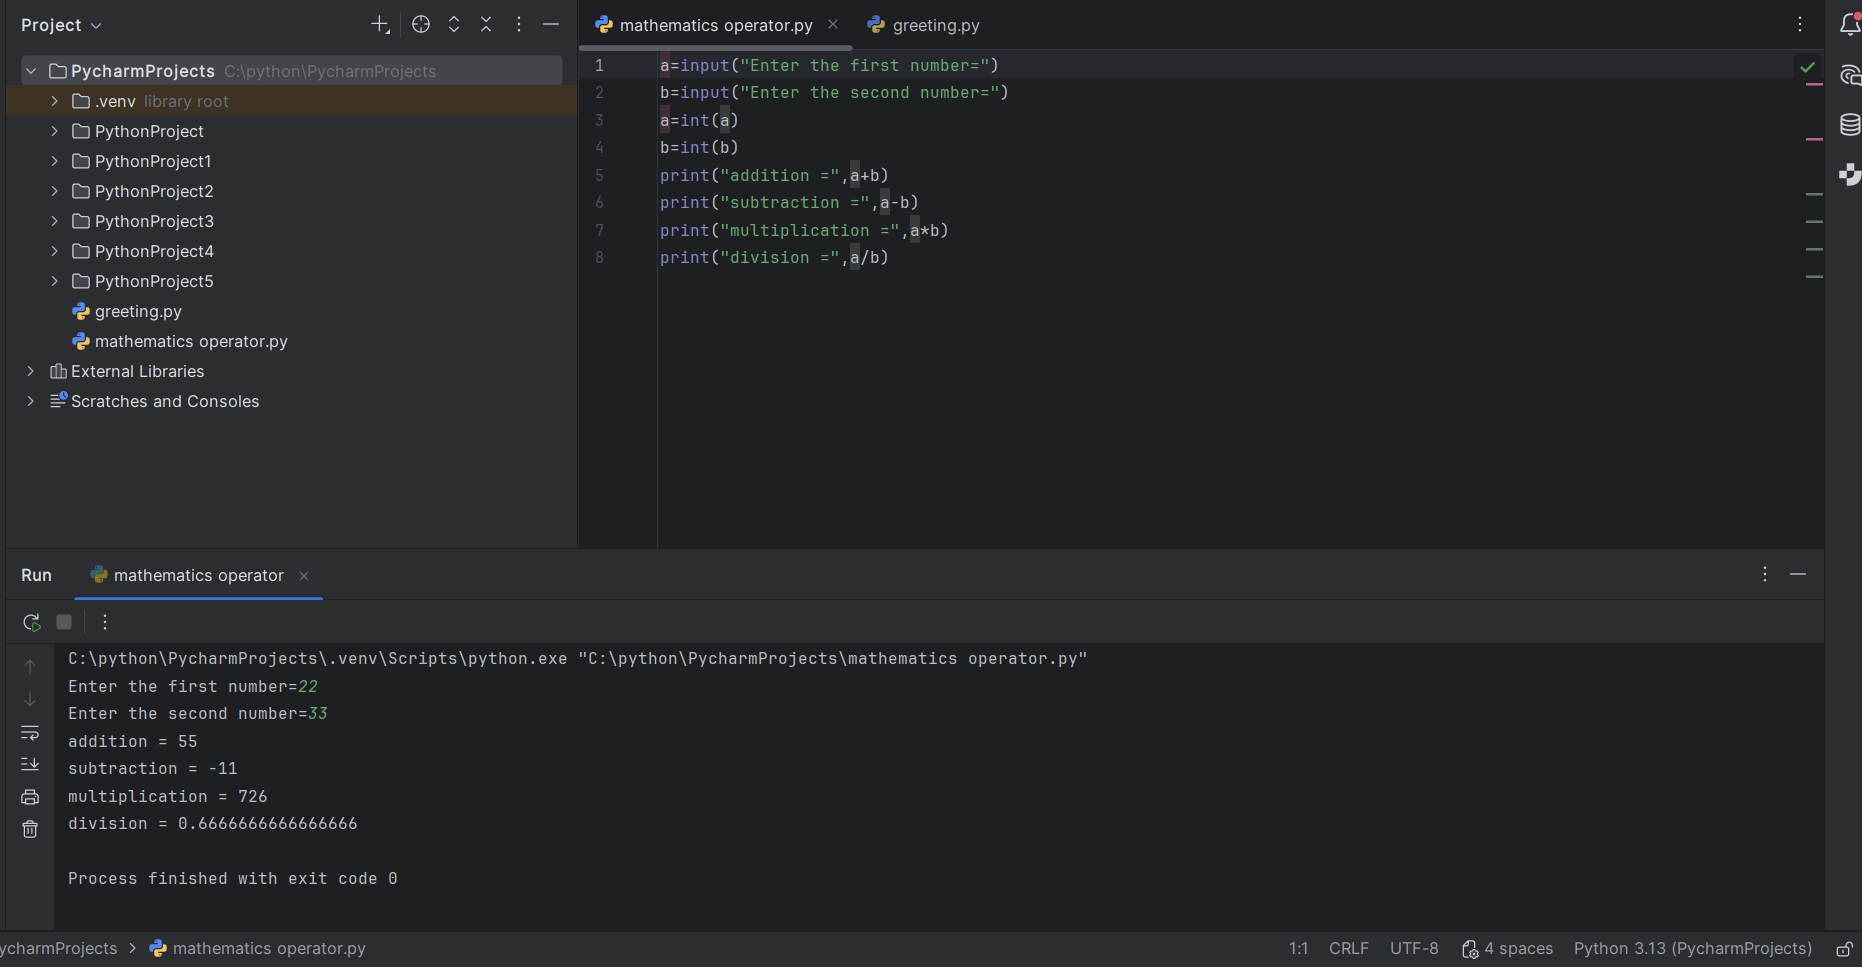 Project
PycharmProjects C:\python\PycharmProjects
.venv library root
PythonProject
PythonProject1
PythonProject2
PythonProject3
PythonProject4
PythonProject5
greeting.py
mathematics operator.py
External Libraries
Scratches and Consoles
mathematics operator.py greeting.py
1 a=input("Enter the first number=")
2 b=input("Enter the second number=")
3 a=int(a)
4 b=int(b)
5 print("addition =",a+b)
6 print("subtraction =",a-b)
7 print("multiplication =",a*b)
8 print("division =",a/b)
Run mathematics operator
C:\python\PycharmProjects\.venv\Scripts\python.exe "C:\python\PycharmProjects\mathematics operator.py"
Enter the first number=22
Enter the second number=33
addition = 55
subtraction = -11
multiplication = 726
division = 0.6666666666666666
Process finished with exit code 0
ycharmProjects > mathematics operator.py 1:1 CRLF UTF-8 4 spaces Python 3.13 (PycharmProjects)